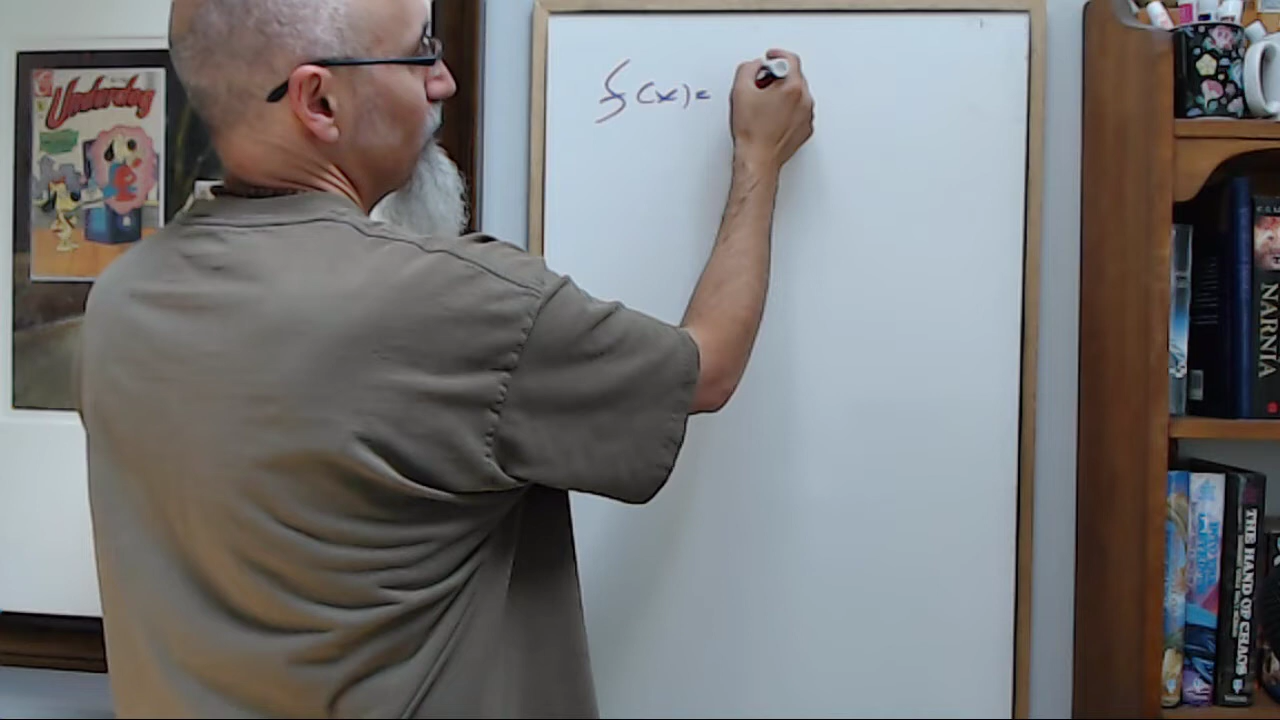 Underdog
f(x)=
NARNIA
THE HAND OF CHAOS